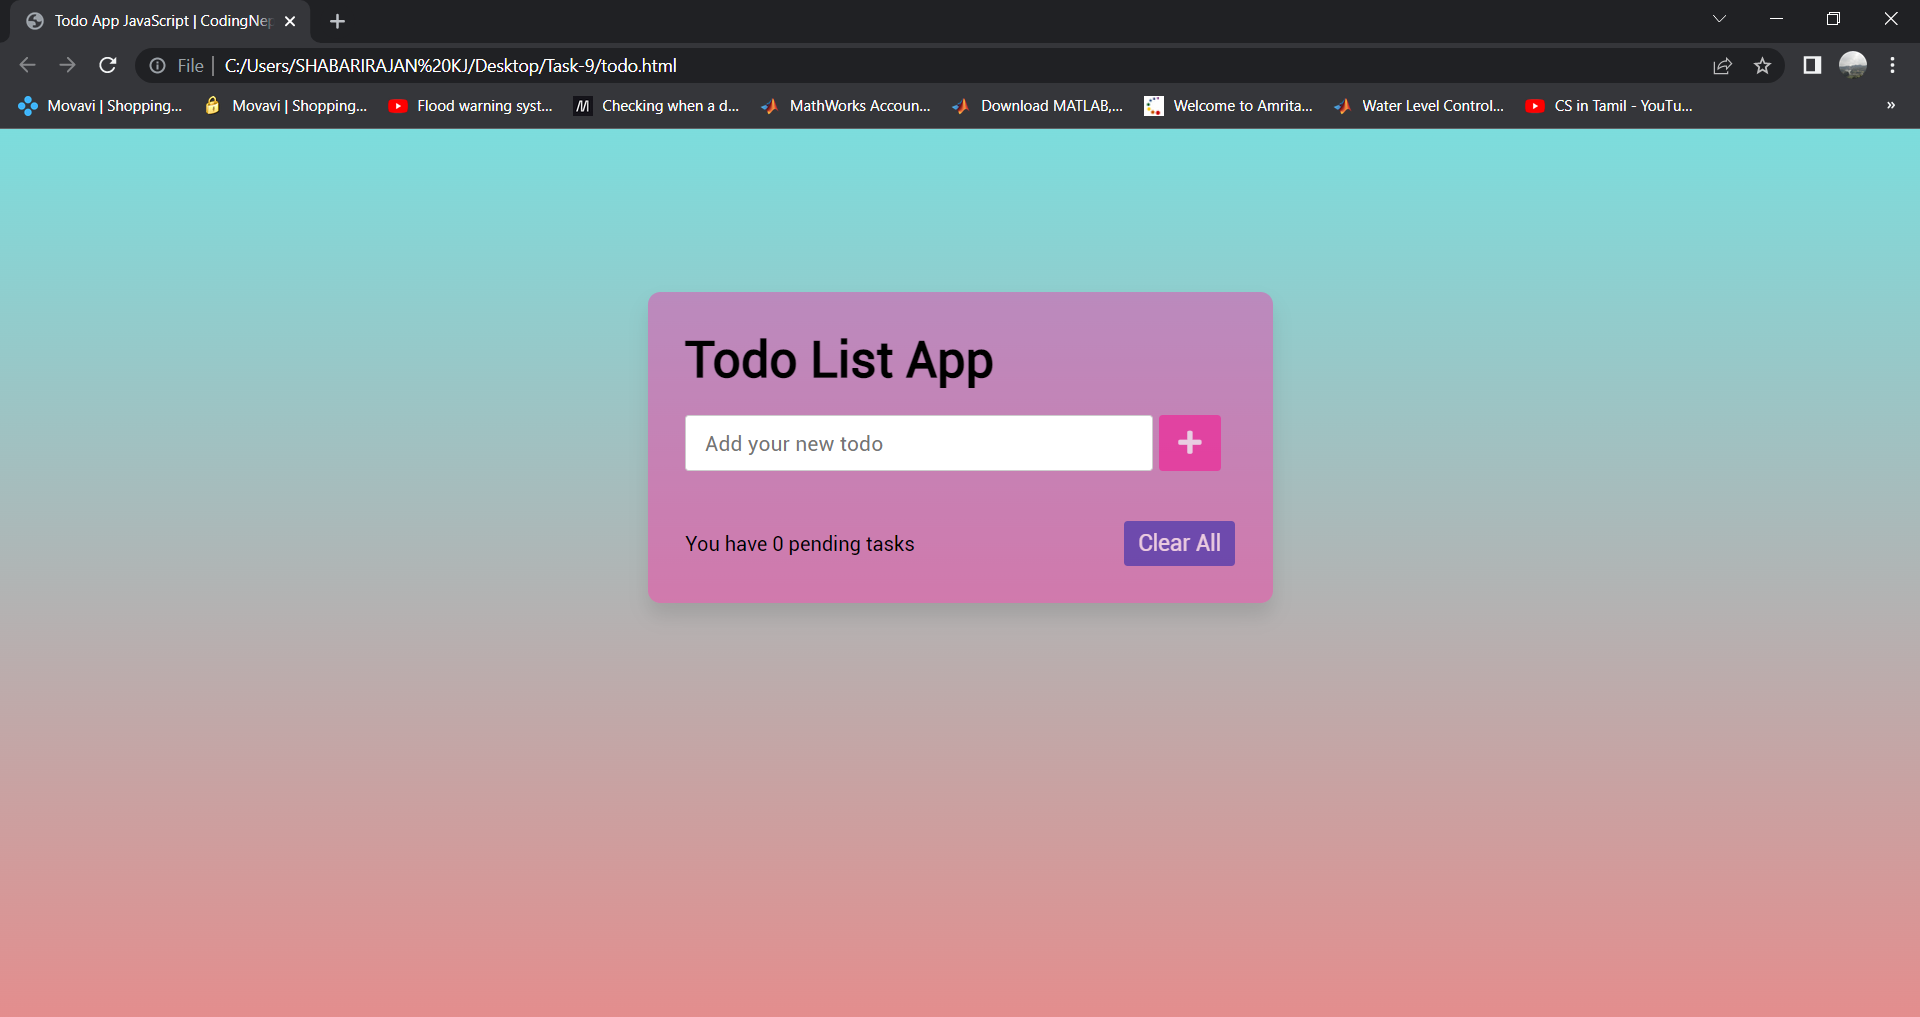 Todo App JavaScript | CodingNep
File | C:/Users/SHABARIRAJAN%20KJ/Desktop/Task-9/todo.html
Movavi | Shopping... Movavi | Shopping... Flood warning syst... Checking when a d... MathWorks Accoun... Download MATLAB,... Welcome to Amrita... Water Level Control... CS in Tamil - YouTu... »
Todo List App
Add your new todo
You have 0 pending tasks Clear All